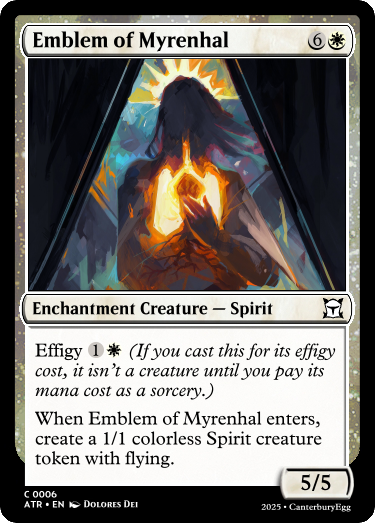 Emblem of Myrenhal 6
Enchantment Creature — Spirit
Effigy 1 (If you cast this for its effigy
cost, it isn't a creature until you pay its
mana cost as a sorcery.)
When Emblem of Myrenhal enters,
create a 1/1 colorless Spirit creature
token with flying.
5/5
C 0006
ATR • EN Dolores Dei
2025 • CanterburyEgg